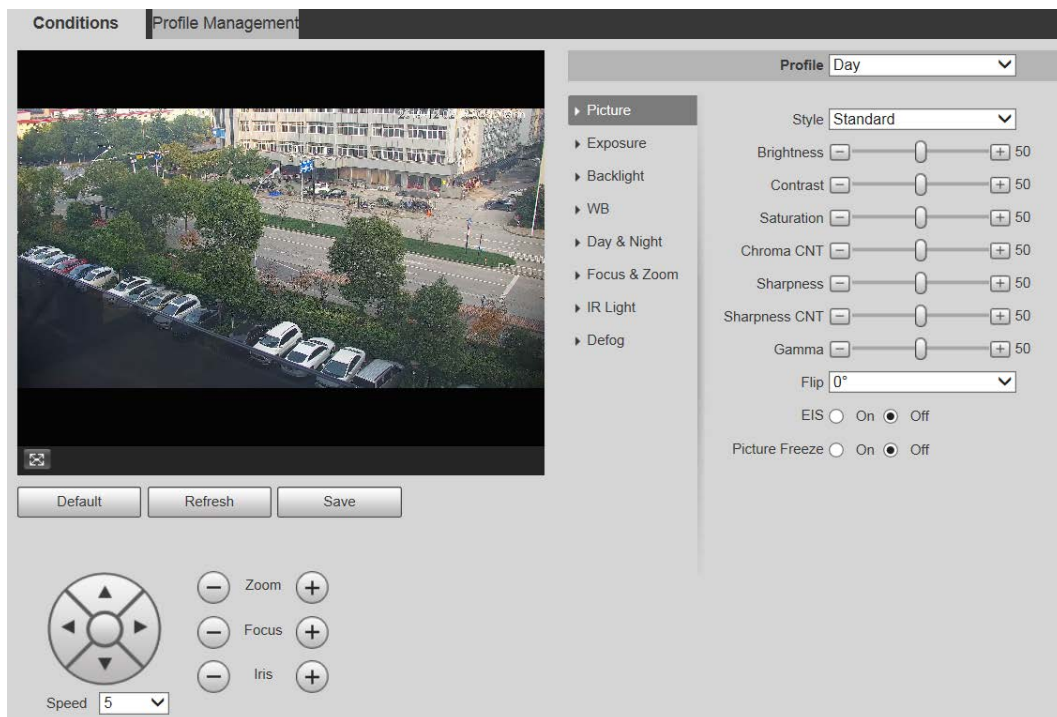 Conditions
Profile Management
Profile Day
Picture
Exposure
Backlight
WB
Day & Night
Focus & Zoom
IR Light
Defog
Style Standard
Brightness 50
Contrast 50
Saturation 50
Chroma CNT 50
Sharpness 50
Sharpness CNT 50
Gamma 50
Flip 0°
EIS On Off
Picture Freeze On Off
Default
Refresh
Save
Zoom
Focus
Iris
Speed 5